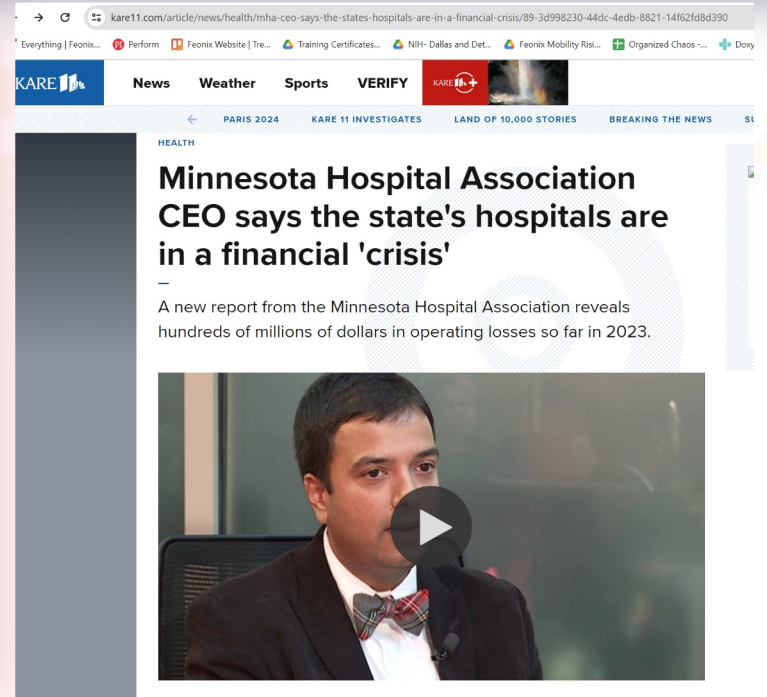 kare11.com/article/news/health/mha-ceo-says-the-states-hospitals-are-in-a-financial-crisis/89-3d998230-44dc-4edb-8821-14f62fd8d390
Everything | Feonix... Perform Feonix Website | Tre... Training Certificates... NIH- Dallas and Det... Feonix Mobility Risi... Organized Chaos -... Doxy
KARE 11 News Weather Sports VERIFY KARE 11+
PARIS 2024 KARE 11 INVESTIGATES LAND OF 10,000 STORIES BREAKING THE NEWS
HEALTH
Minnesota Hospital Association
CEO says the state's hospitals are
in a financial 'crisis'
A new report from the Minnesota Hospital Association reveals
hundreds of millions of dollars in operating losses so far in 2023.